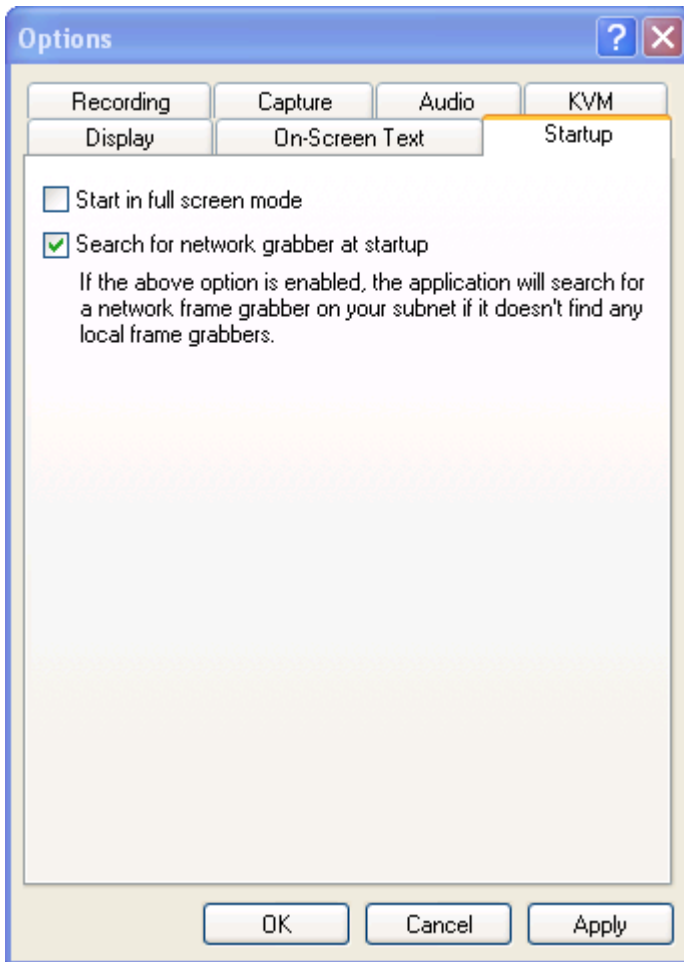 Options
Recording Capture Audio KVM
Display On-Screen Text Startup
Start in full screen mode
Search for network grabber at startup
If the above option is enabled, the application will search for
a network frame grabber on your subnet if it doesn't find any
local frame grabbers.
OK Cancel Apply